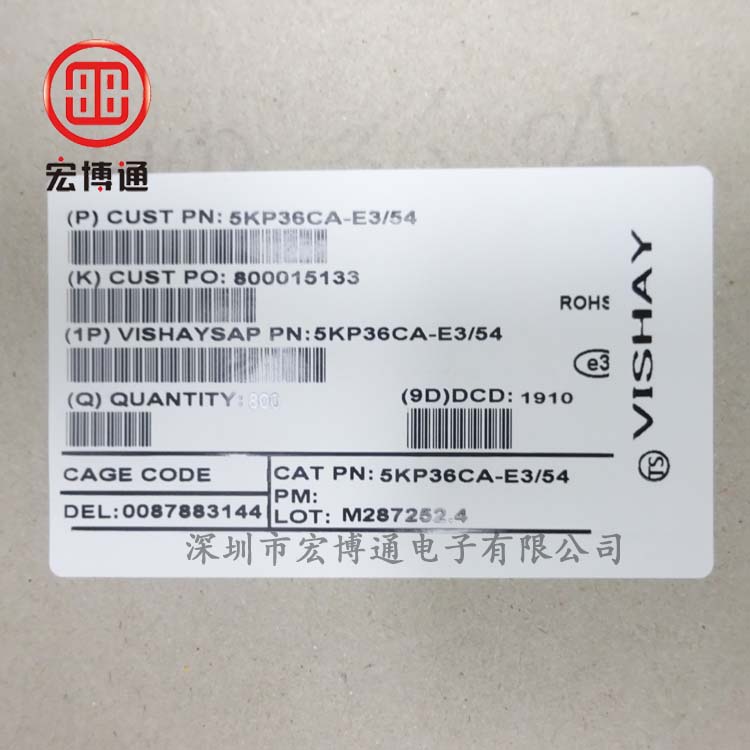 宏博通
(P) CUST PN: 5KP36CA-E3/54
(K) CUST PO: 800015133
ROHS
(1P) VISHAYSAP PN:5KP36CA-E3/54
e3
(Q) QUANTITY: 800
(9D)DCD: 1910
VISHAY
TS
CAGE CODE
CAT PN: 5KP36CA-E3/54
PM:
DEL:0087883144
LOT: M287252.4
深圳市宏博通电子有限公司